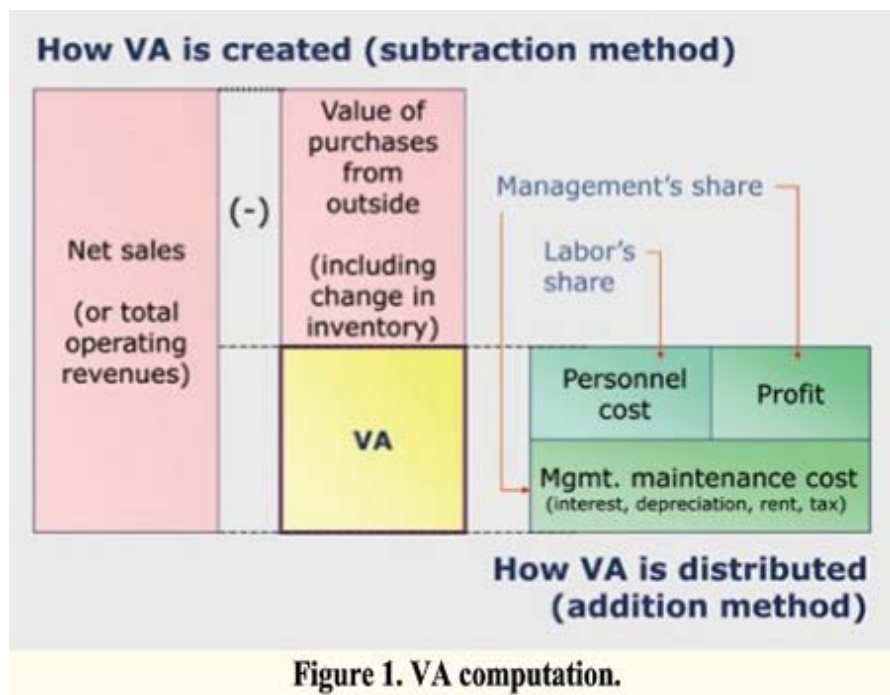 How VA is created (subtraction method)
Net sales
(or total
operating
revenues)
(-)
Value of
purchases
from
outside
(including
change in
inventory)
VA
Management's share
Labor's
share
Personnel
cost
Profit
Mgmt. maintenance cost
(interest, depreciation, rent, tax)
How VA is distributed
(addition method)
Figure 1. VA computation.